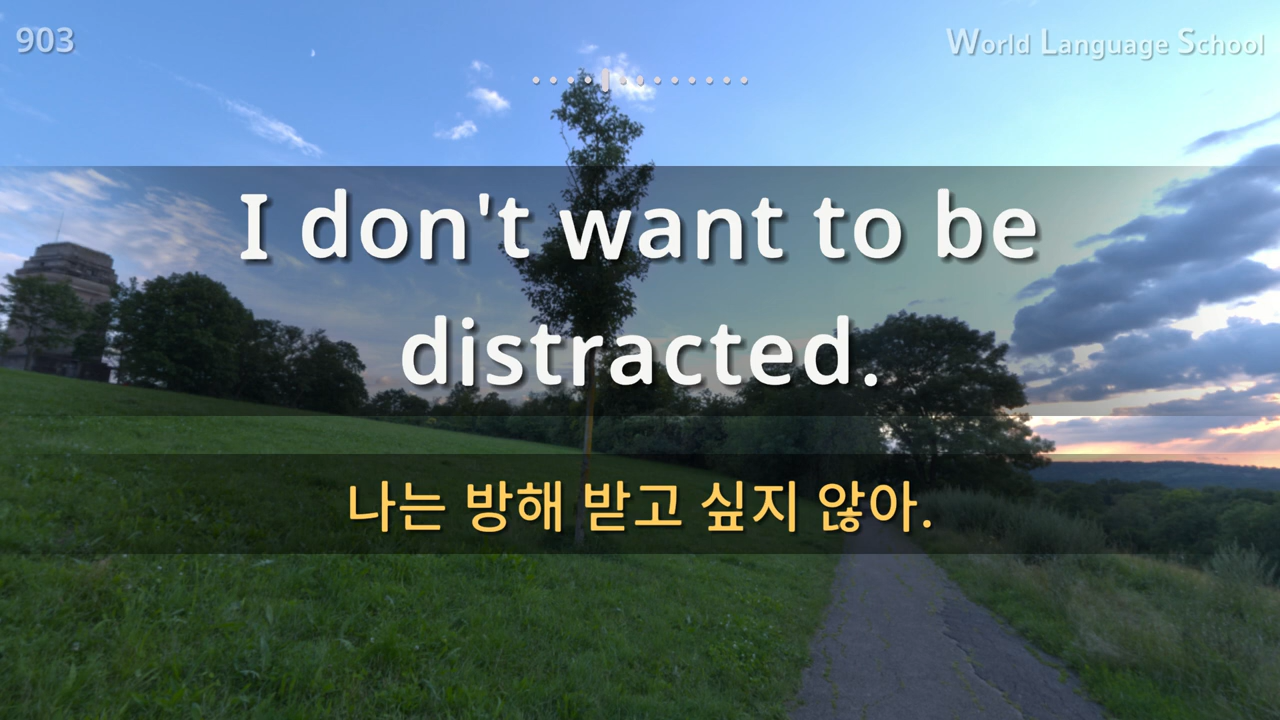 903
World Language School
I don't want to be
distracted.
나는 방해 받고 싶지 않아.